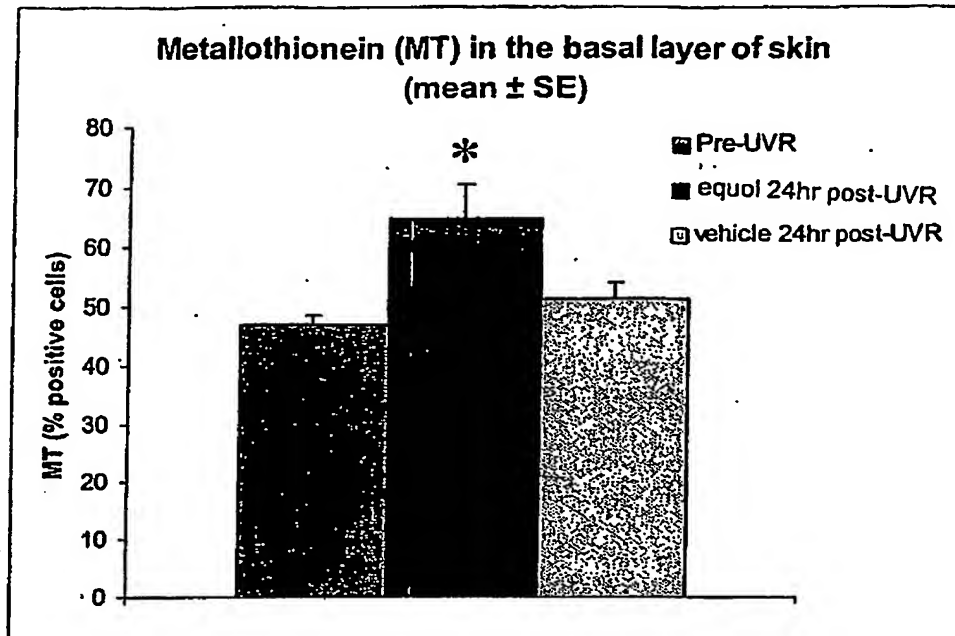 Metallothionein (MT) in the basal layer of skin
(mean ± SE)
80
70
60
50
40
30
20
10
0
MT (% positive cells)
*
Pre-UVR
equol 24hr post-UVR
vehicle 24hr post-UVR